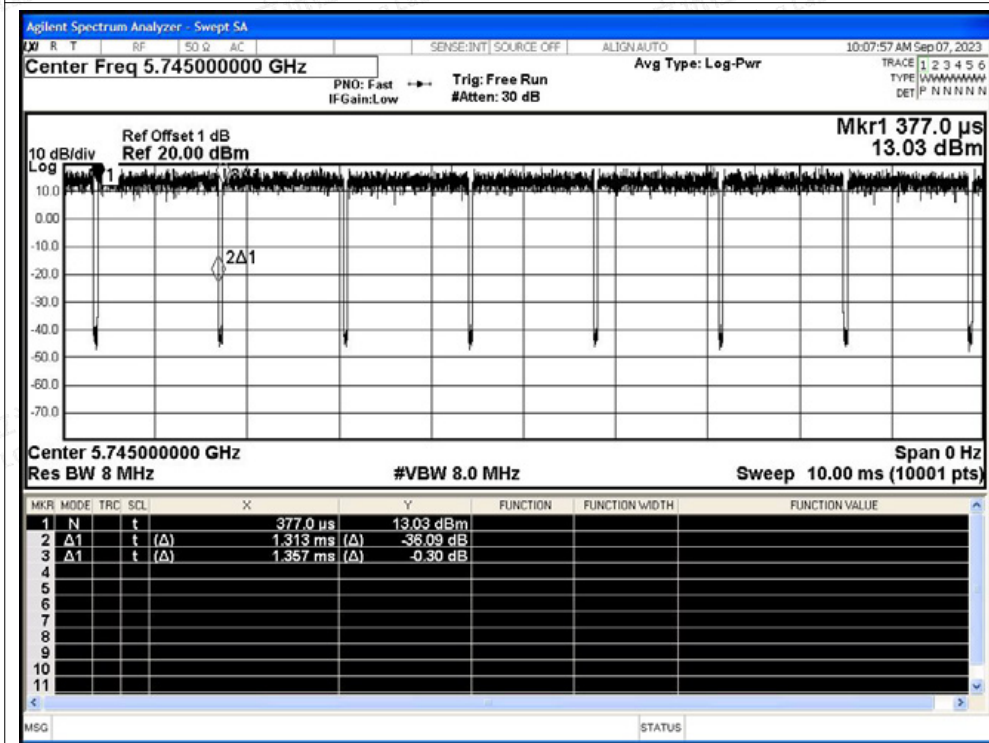 Agilent Spectrum Analyzer - Swept SA
LXI R T RF 50 Ω AC SENSE:INT SOURCE OFF ALIGN AUTO 10:07:57 AM Sep 07, 2023
Center Freq 5.745000000 GHz Avg Type: Log-Pwr TRACE 1 2 3 4 5 6
PNO: Fast Trig: Free Run TYPE WWWWWW
IFGain:Low #Atten: 30 dB DET P N N N N N
Mkr1 377.0 µs
Ref Offset 1 dB
10 dB/div Ref 20.00 dBm 13.03 dBm
Log
1
10.0
0.00
-10.0
2Δ1
-20.0
-30.0
-40.0
-50.0
-60.0
-70.0
Center 5.745000000 GHz Span 0 Hz
Res BW 8 MHz #VBW 8.0 MHz Sweep 10.00 ms (10001 pts)
MKR MODE TRC SCL X Y FUNCTION FUNCTION WIDTH FUNCTION VALUE
1 N t 377.0 µs 13.03 dBm
2 Δ1 t (Δ) 1.313 ms (Δ) -36.09 dB
3 Δ1 t (Δ) 1.357 ms (Δ) -0.30 dB
4
5
6
7
8
9
10
11
MSG STATUS